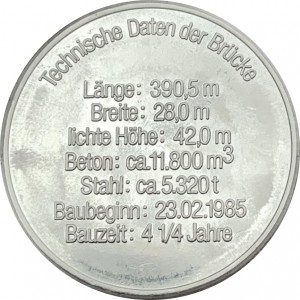 Technische Daten der Brücke
Länge: 390,5 m
Breite: 28,0 m
lichte Höhe: 42,0 m
Beton: ca.11.800 m³
Stahl: ca.5.320 t
Baubeginn: 23.02.1985
Bauzeit: 4 1/4 Jahre